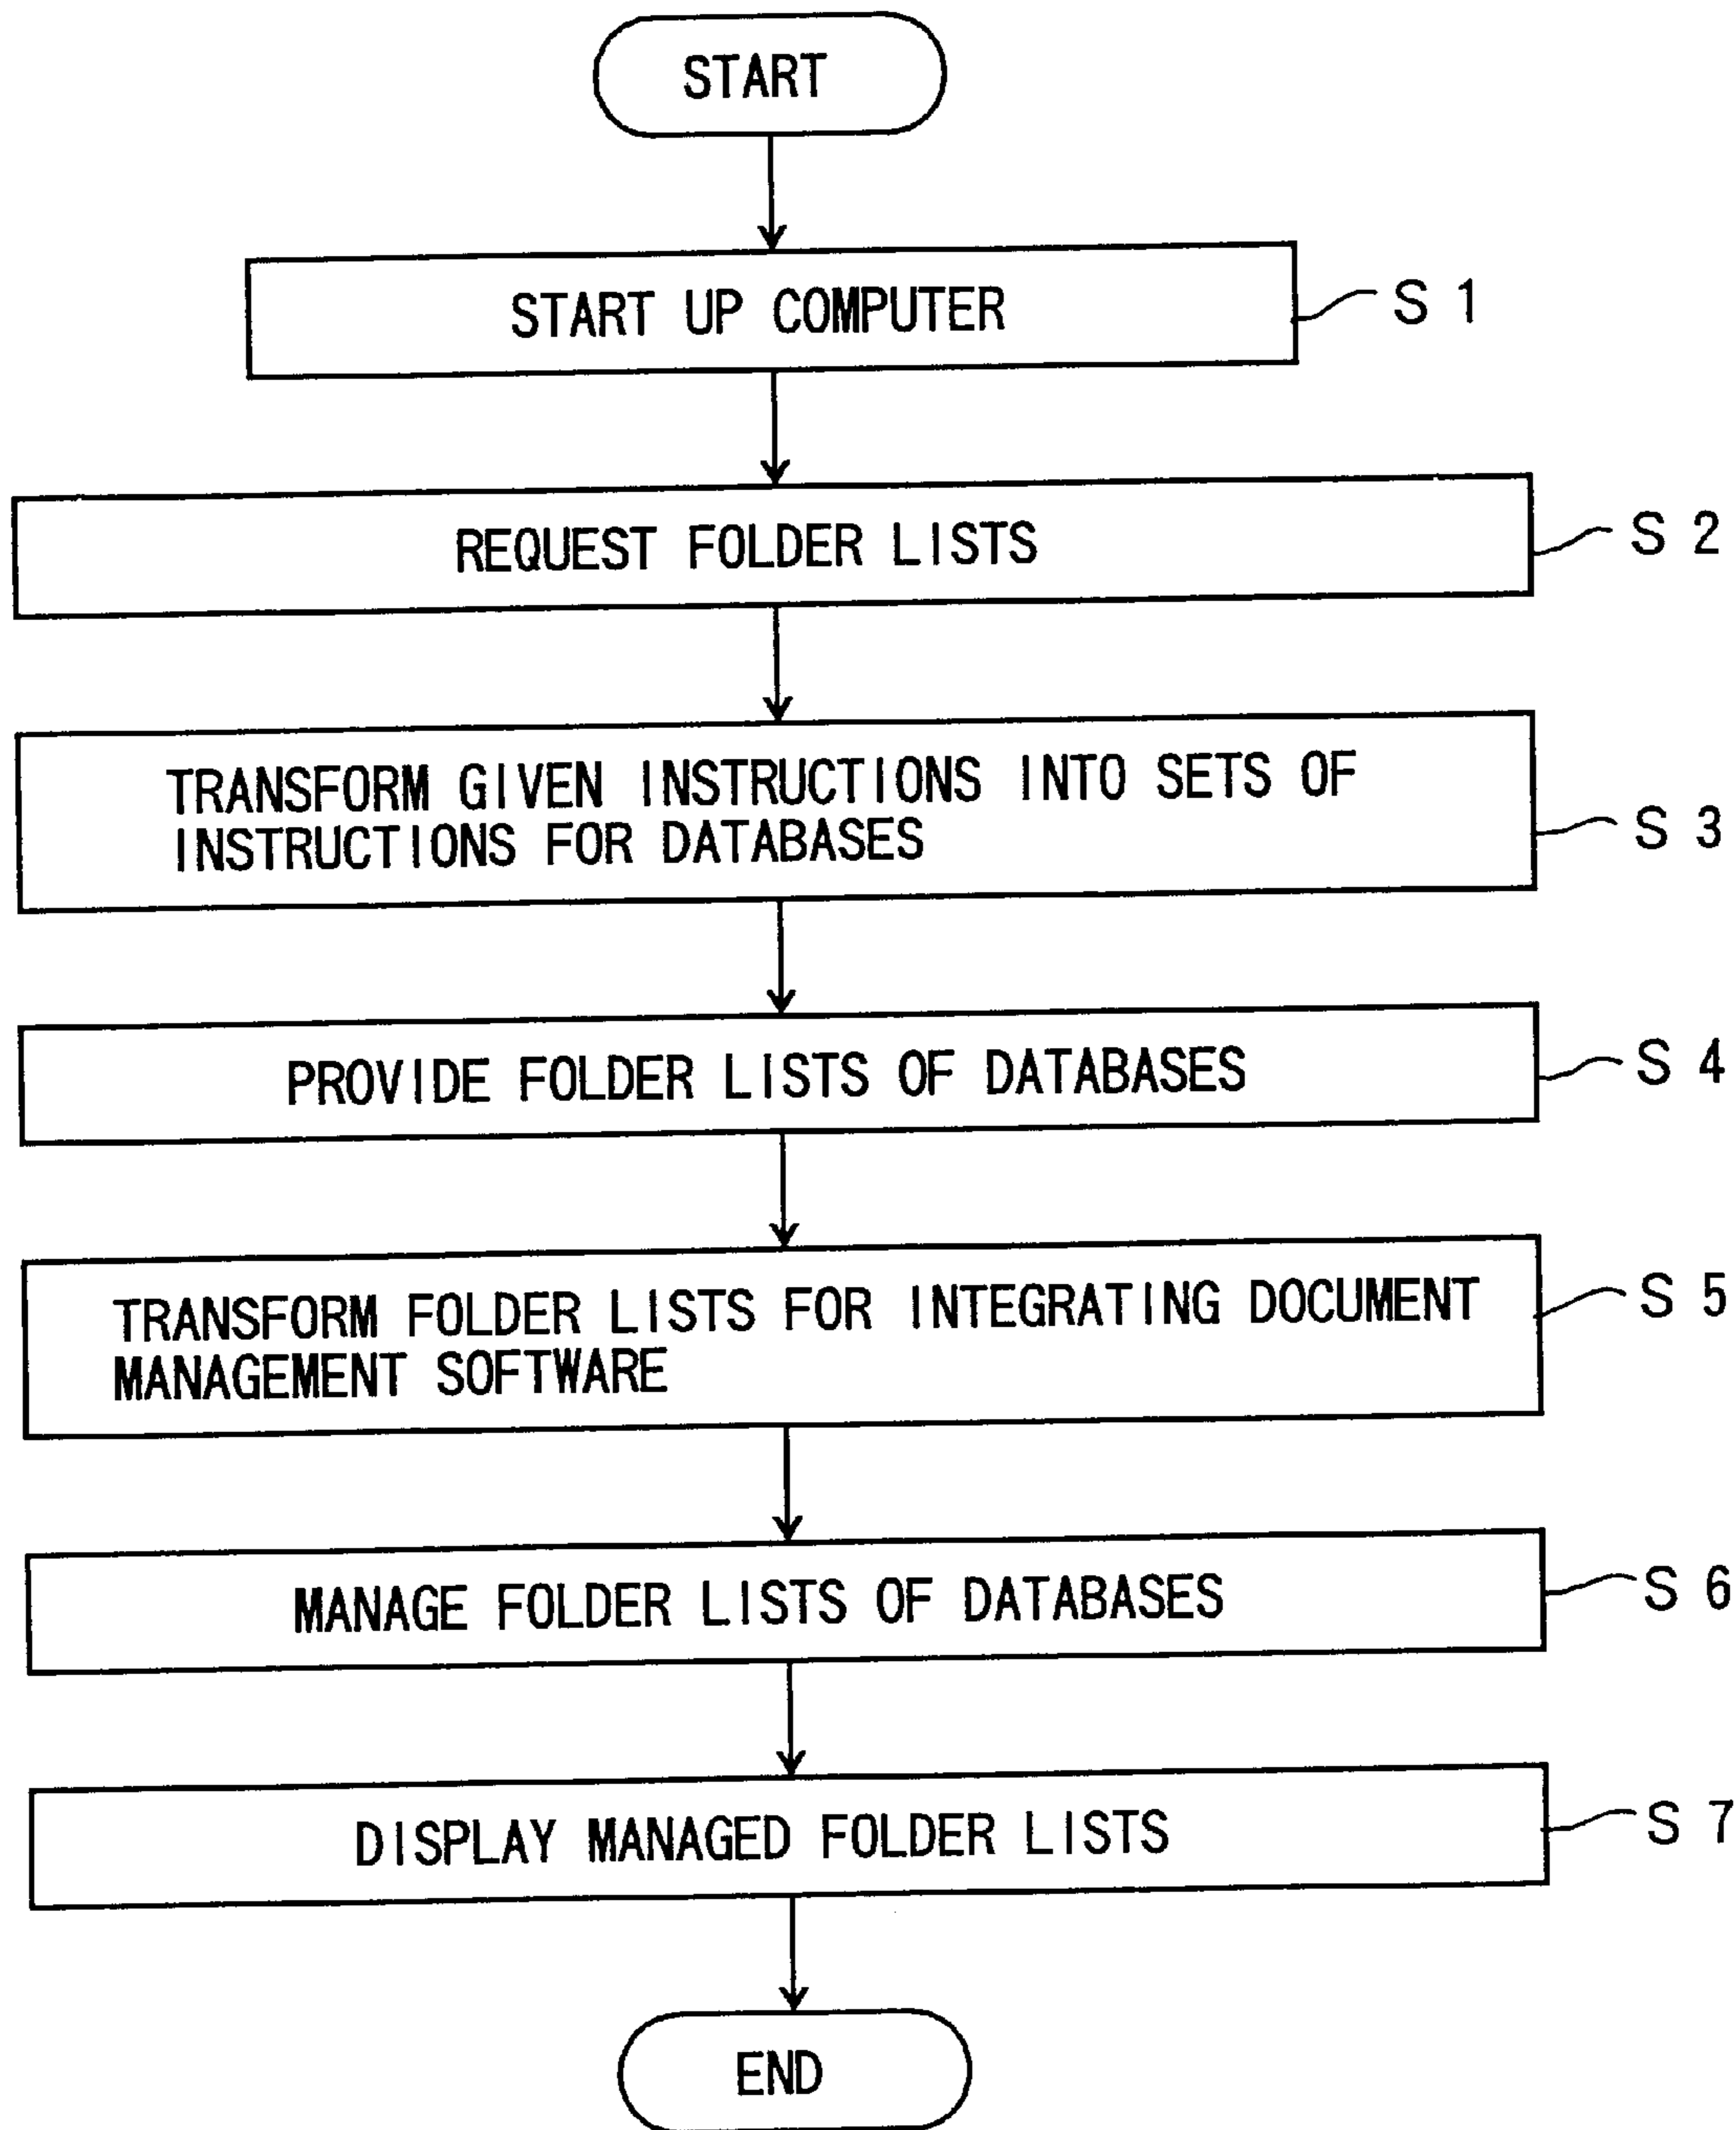 START
START UP COMPUTER
S 1
REQUEST FOLDER LISTS
S 2
TRANSFORM GIVEN INSTRUCTIONS INTO SETS OF
INSTRUCTIONS FOR DATABASES
S 3
PROVIDE FOLDER LISTS OF DATABASES
S 4
TRANSFORM FOLDER LISTS FOR INTEGRATING DOCUMENT
MANAGEMENT SOFTWARE
S 5
MANAGE FOLDER LISTS OF DATABASES
S 6
DISPLAY MANAGED FOLDER LISTS
S 7
END